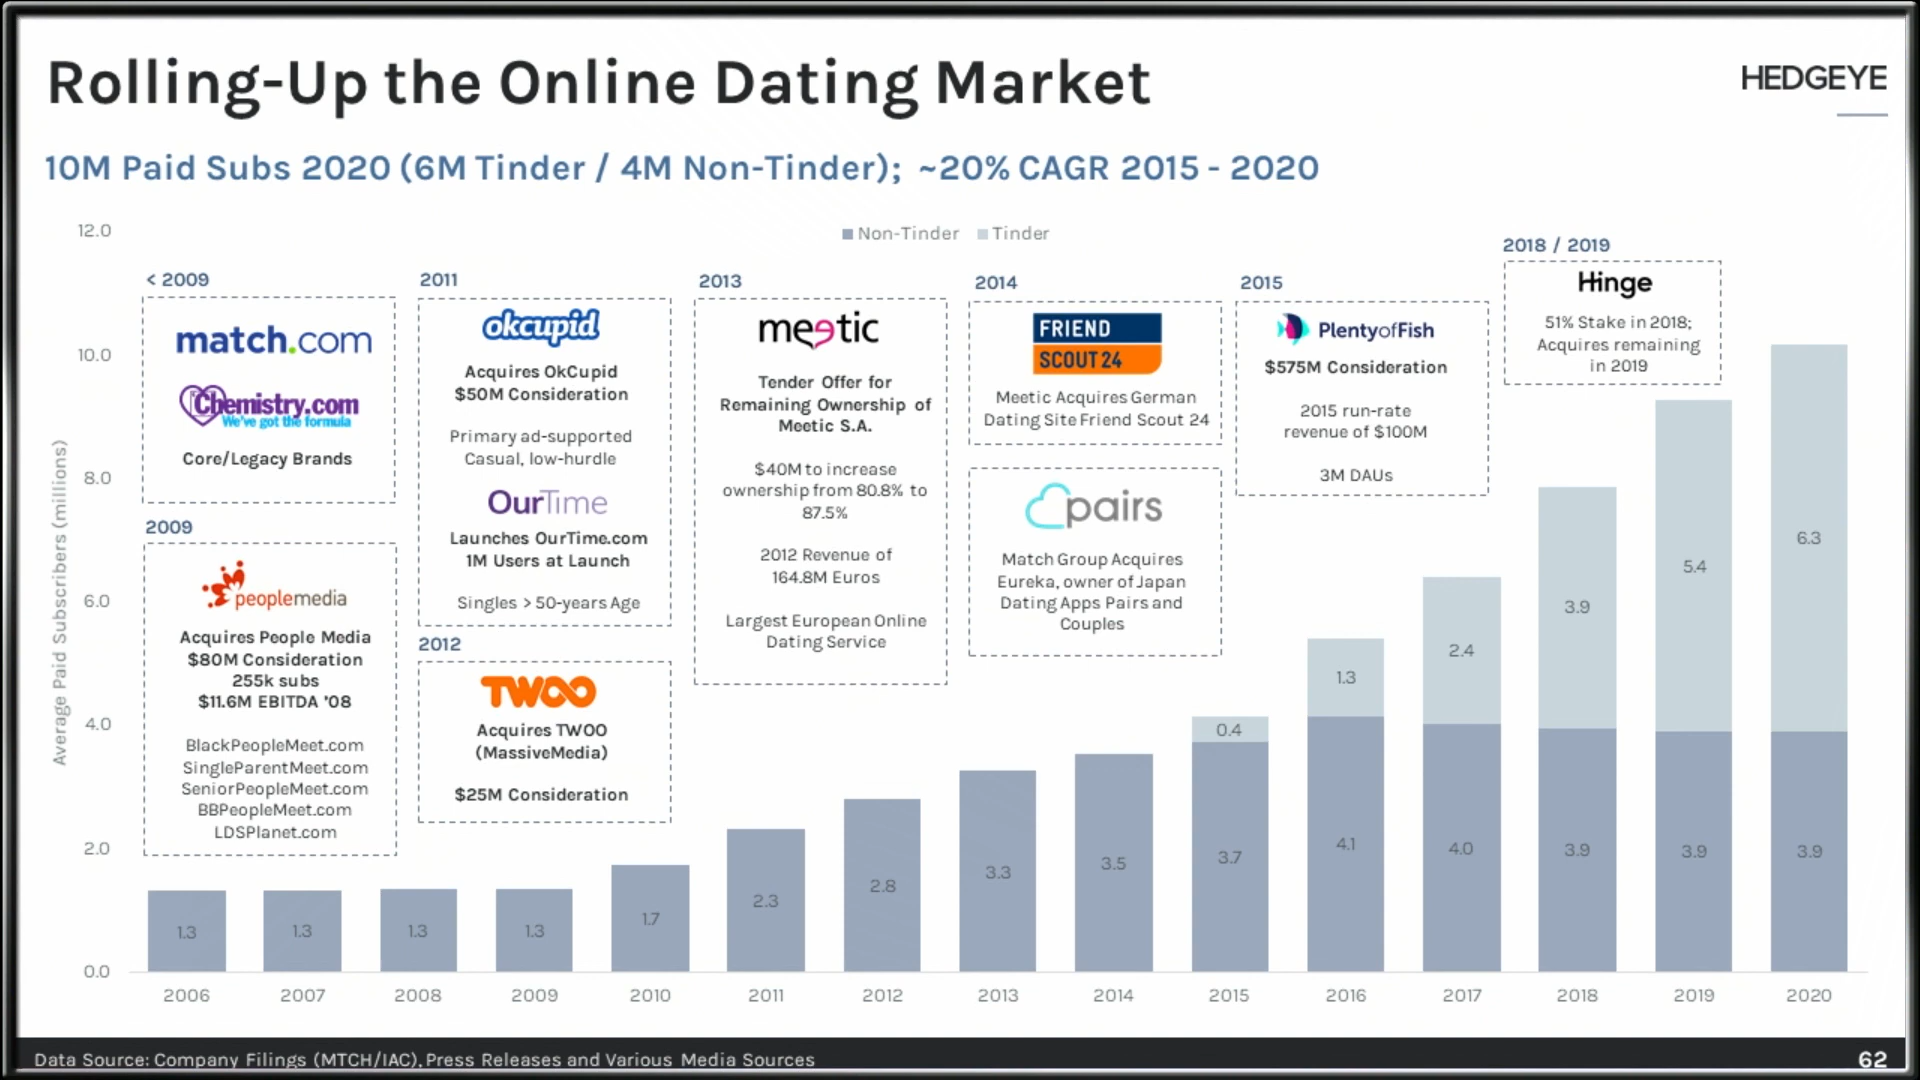 Rolling-Up the Online Dating Market
HEDGEYE
10M Paid Subs 2020 (6M Tinder / 4M Non-Tinder); ~20% CAGR 2015 - 2020
Non-Tinder
Tinder
Average Paid Subscribers (millions)
12.0
10.0
8.0
6.0
4.0
2.0
0.0
< 2009
match.com
Chemistry.com
We've got the formula
Core/Legacy Brands
2009
peoplemedia
Acquires People Media
$80M Consideration
255k subs
$11.6M EBITDA '08
BlackPeopleMeet.com
SingleParentMeet.com
SeniorPeopleMeet.com
BBPeopleMeet.com
LDSPlanet.com
2011
okcupid
Acquires OkCupid
$50M Consideration
Primary ad-supported
Casual, low-hurdle
OurTime
Launches OurTime.com
1M Users at Launch
Singles > 50-years Age
2012
TWOO
Acquires TWOO
(MassiveMedia)
$25M Consideration
2013
meetic
Tender Offer for
Remaining Ownership of
Meetic S.A.
$40M to increase
ownership from 80.8% to
87.5%
2012 Revenue of
164.8M Euros
Largest European Online
Dating Service
2014
FRIEND
SCOUT 24
Meetic Acquires German
Dating Site Friend Scout 24
pairs
Match Group Acquires
Eureka, owner of Japan
Dating Apps Pairs and
Couples
2015
PlentyofFish
$575M Consideration
2015 run-rate
revenue of $100M
3M DAUs
2018 / 2019
Hinge
51% Stake in 2018;
Acquires remaining
in 2019
1.3
1.3
1.3
1.3
1.7
2.3
2.8
3.3
3.5
0.4
3.7
1.3
4.1
2.4
4.0
3.9
3.9
5.4
3.9
6.3
3.9
2006
2007
2008
2009
2010
2011
2012
2013
2014
2015
2016
2017
2018
2019
2020
Data Source: Company Filings (MTCH/IAC), Press Releases and Various Media Sources
62